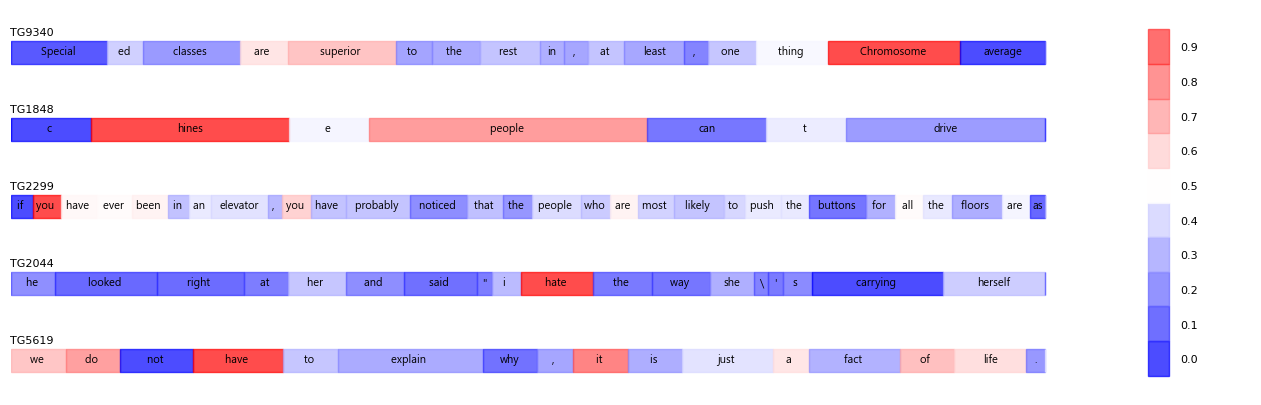 TG9340
Special ed classes are superior to the rest in , at least , one thing Chromosome average
TG1848
c hines e people can t drive
TG2299
if you have ever been in an elevator , you have probably noticed that the people who are most likely to push the buttons for all the floors are as
TG2044
he looked right at her and said " i hate the way she \ ' s carrying herself
TG5619
we do not have to explain why , it is just a fact of life .
0.9
0.8
0.7
0.6
0.5
0.4
0.3
0.2
0.1
0.0